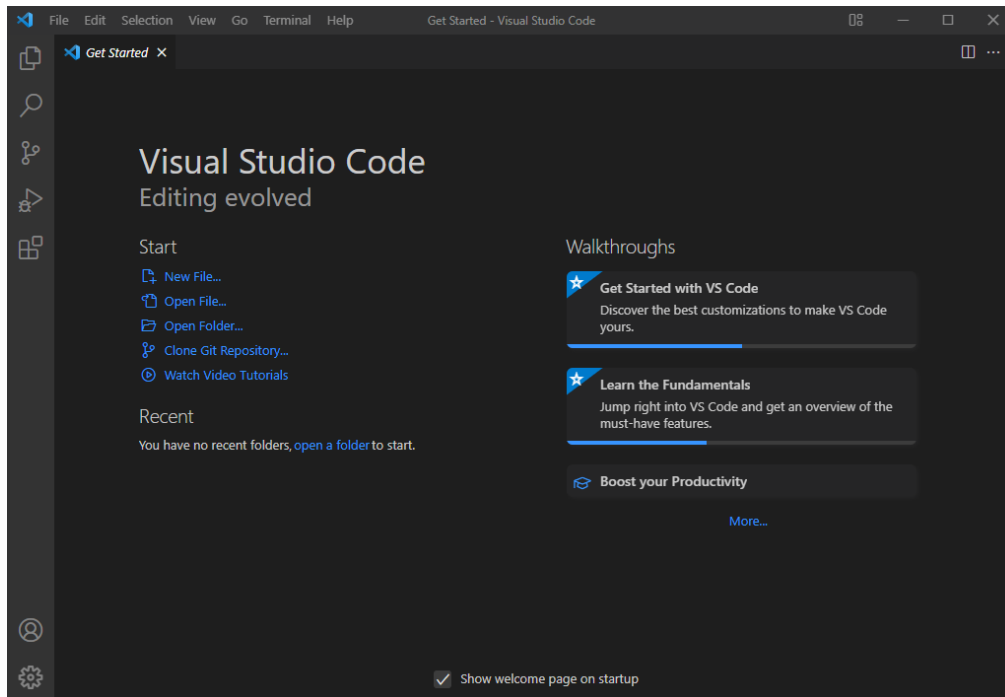 File Edit Selection View Go Terminal Help Get Started - Visual Studio Code
Get Started
Visual Studio Code
Editing evolved
Start
New File...
Open File...
Open Folder...
Clone Git Repository...
Watch Video Tutorials
Recent
You have no recent folders, open a folder to start.
Walkthroughs
Get Started with VS Code
Discover the best customizations to make VS Code
yours.
Learn the Fundamentals
Jump right into VS Code and get an overview of the
must-have features.
Boost your Productivity
More...
Show welcome page on startup